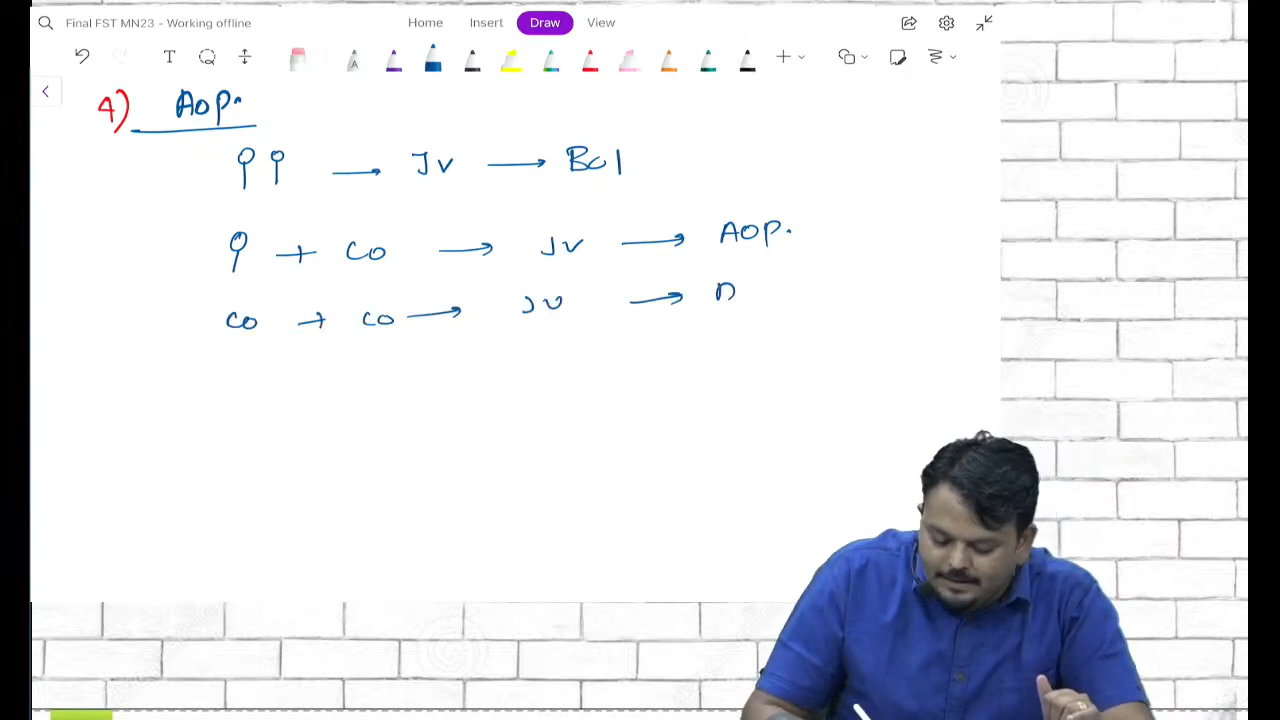 Final FST MN23 - Working offline
Home Insert Draw View
4) AOP.
→ JV → BOI
+ CO → JV → AOP.
CO + CO → JV →